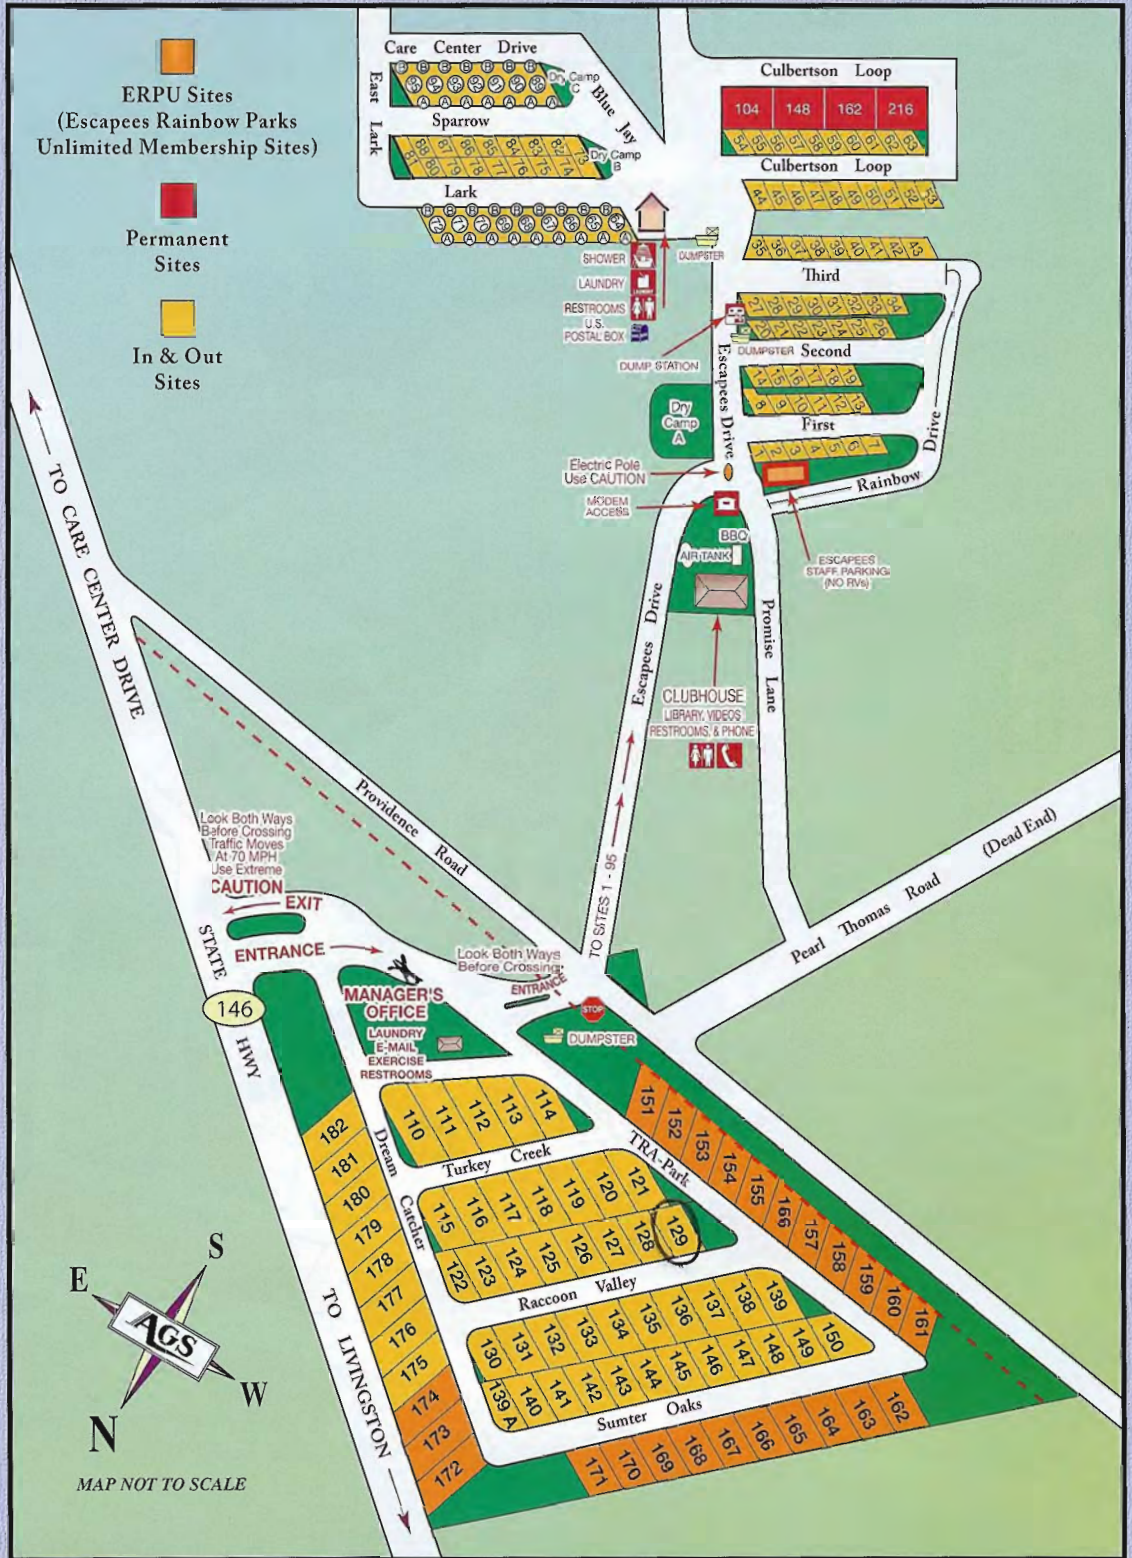 ERPU Sites
(Escapees Rainbow Parks
Unlimited Membership Sites)
Permanent
Sites
In & Out
Sites
Care Center Drive
East Lark
Blue Jay
Dry Camp
C
Sparrow
Dry Camp
B
Lark
Culbertson Loop
104 148 162 216
54 55 56 57 58 59 60 61 62 63
Culbertson Loop
44 45 46 47 48 49 50 51 52 53
35 36 37 38 39 40 41 42 43
Third
27 28 29 30 31 32 33 34
20 21 22 23 24 25 26
Second
14 15 16 17 18 19
8 9 10 11 12 13
First
1 2 3 4 5 6 7
Rainbow Drive
SHOWER
LAUNDRY
RESTROOMS
U.S.
POSTAL BOX
DUMPSTER
DUMP STATION
DUMPSTER
Escapees Drive
Dry
Camp
A
Electric Pole
Use CAUTION
MODEM
ACCESS
BBQ
AIR TANK
ESCAPEES
STAFF PARKING
(NO RVs)
Escapees Drive
Promise Lane
CLUBHOUSE
LIBRARY, VIDEOS
RESTROOMS, & PHONE
TO SITES 1 - 95
TO CARE CENTER DRIVE
Providence Road
Pearl Thomas Road (Dead End)
Look Both Ways
Before Crossing
Traffic Moves
At 70 MPH
Use Extreme
CAUTION
EXIT
ENTRANCE
STATE
146
HWY
Look Both Ways
Before Crossing
ENTRANCE
STOP
DUMPSTER
MANAGER'S
OFFICE
LAUNDRY
E-MAIL
EXERCISE
RESTROOMS
110 111 112 113 114
Turkey Creek
TRA-Park
Dream Catcher
115 116 117 118 119 120 121
122 123 124 125 126 127 128 129
Raccoon Valley
130 131 132 133 134 135 136 137 138 139
139 A 140 141 142 143 144 145 146 147 148 149 150
Sumter Oaks
151 152 153 154 155 166 157 158 159 160 161
182
181
180
179
178
177
176
175
174
173
172
171 170 169 168 167 166 165 164 163 162
TO LIVINGSTON
S
E
AGS
W
N
MAP NOT TO SCALE